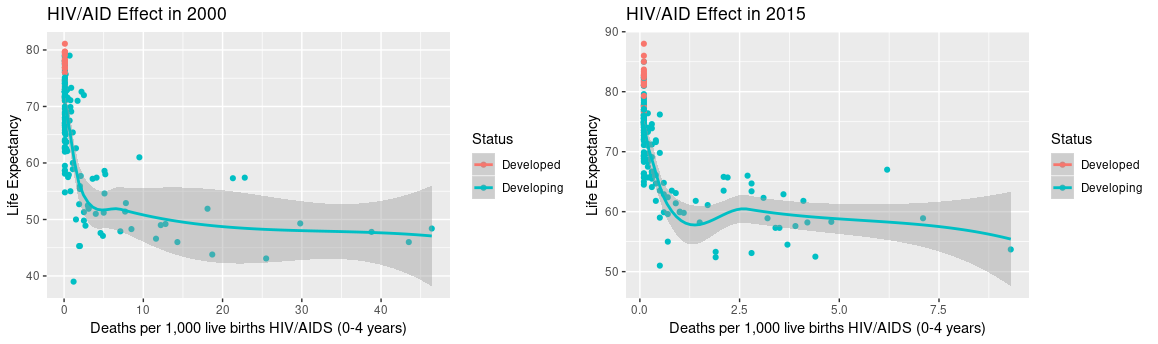 HIV/AID Effect in 2000
80
70
60
50
40
Life Expectancy
0
10
20
30
40
Deaths per 1,000 live births HIV/AIDS (0-4 years)
Status
Developed
Developing
HIV/AID Effect in 2015
90
80
70
60
50
Life Expectancy
0.0
2.5
5.0
7.5
Deaths per 1,000 live births HIV/AIDS (0-4 years)
Status
Developed
Developing